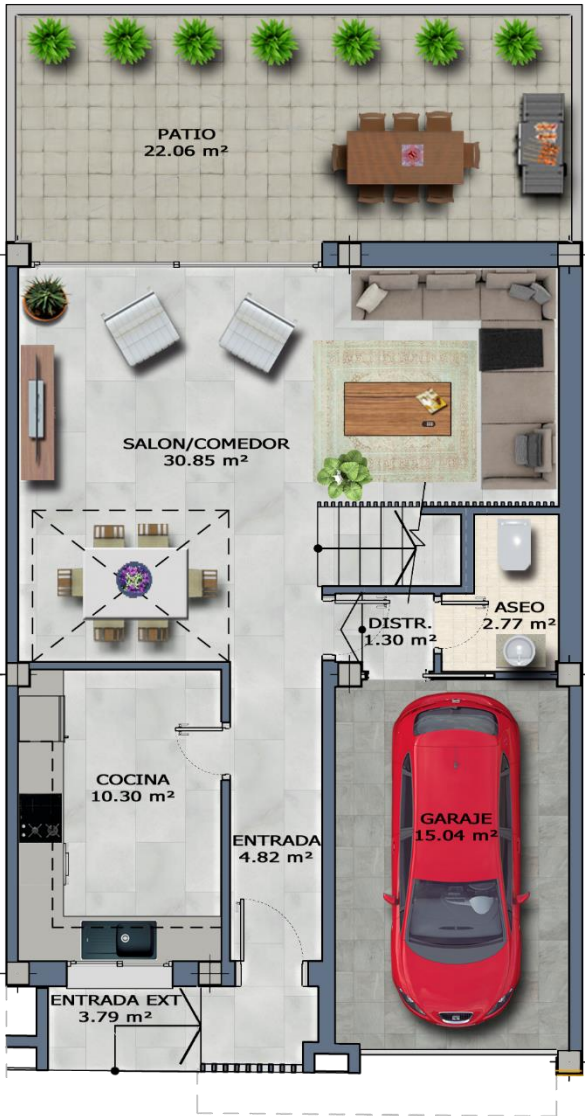 PATIO
22.06 m²
SALON/COMEDOR
30.85 m²
DISTR.
1.30 m²
ASEO
2.77 m²
COCINA
10.30 m²
GARAJE
15.04 m²
ENTRADA
4.82 m²
ENTRADA EXT
3.79 m²